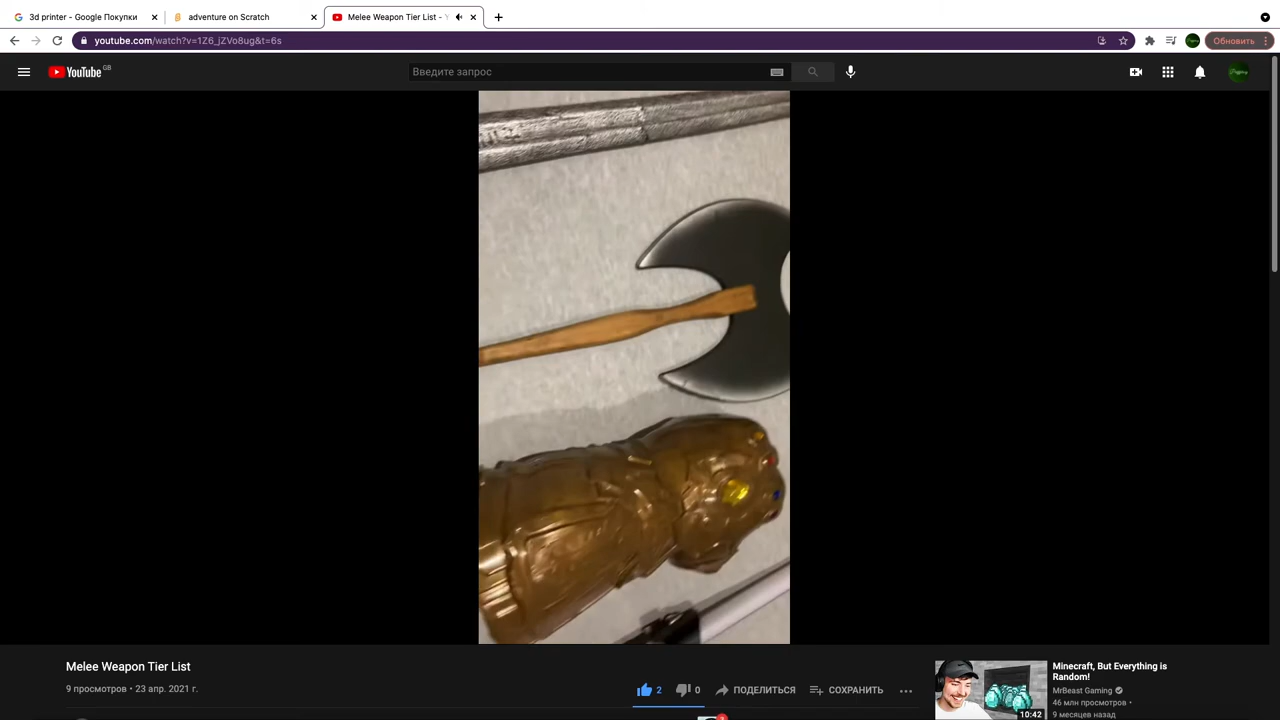 3d printer - Google Покупки
adventure on Scratch
Melee Weapon Tier List - Y
youtube.com/watch?v=1Z6_jZVo8ug&t=6s
Обновить
YouTube GB
Введите запрос
Melee Weapon Tier List
9 просмотров • 23 апр. 2021 г.
2
0
ПОДЕЛИТЬСЯ
СОХРАНИТЬ
10:42
Minecraft, But Everything is
Random!
MrBeast Gaming
46 млн просмотров •
9 месяцев назад